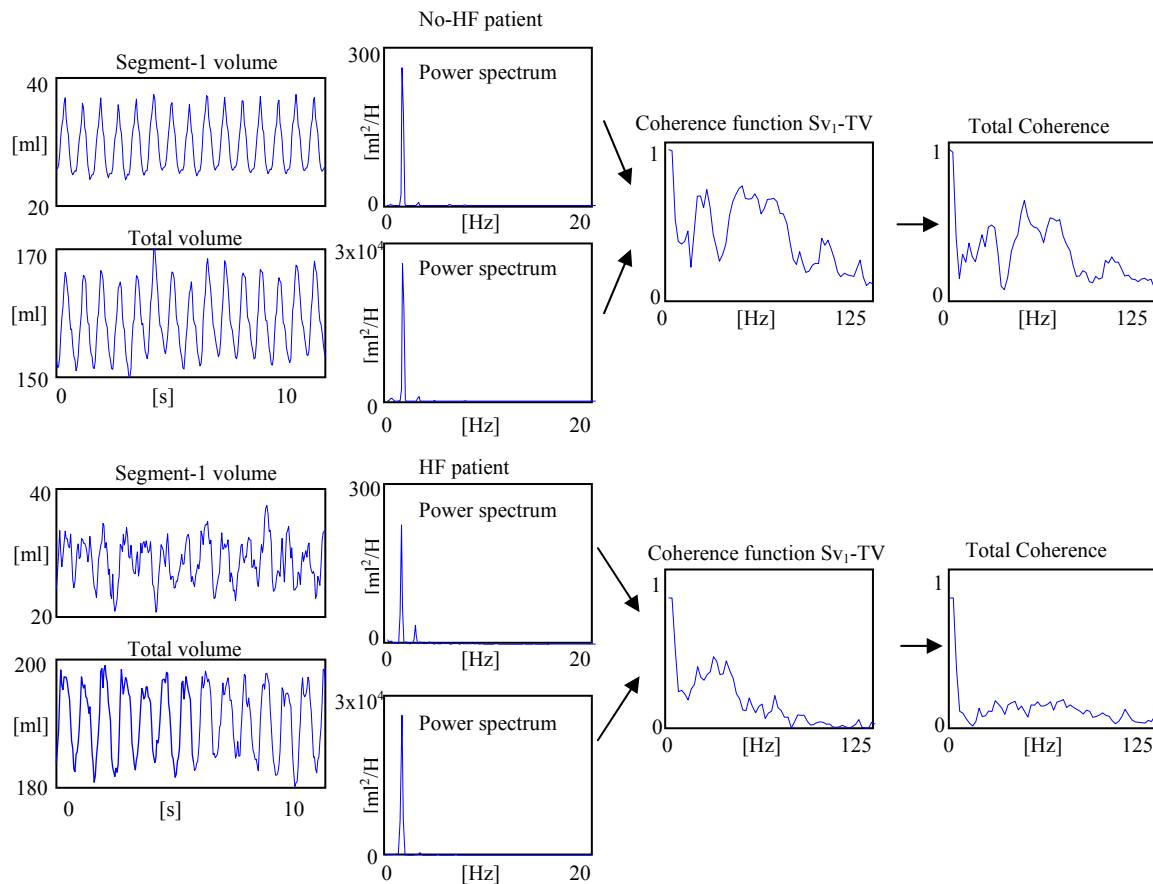 No-HF patient
Segment-1 volume
40
[ml]
20
Total volume
170
[ml]
150
0 [s] 10
300
Power spectrum
[ml²/H
0
[Hz] 20
3x10⁴
Power spectrum
[ml²/H
0
0 [Hz] 20
Coherence function Sv₁-TV
1
0
0 [Hz] 125
Total Coherence
1
0
0 [Hz] 125
HF patient
Segment-1 volume
40
[ml]
20
Total volume
200
[ml]
180
0 [s] 10
300
Power spectrum
[ml²/H
0
0 [Hz] 20
3x10⁴
Power spectrum
[ml²/H
0
0 [Hz] 20
Coherence function Sv₁-TV
1
0
0 [Hz] 125
Total Coherence
1
0
0 [Hz] 125